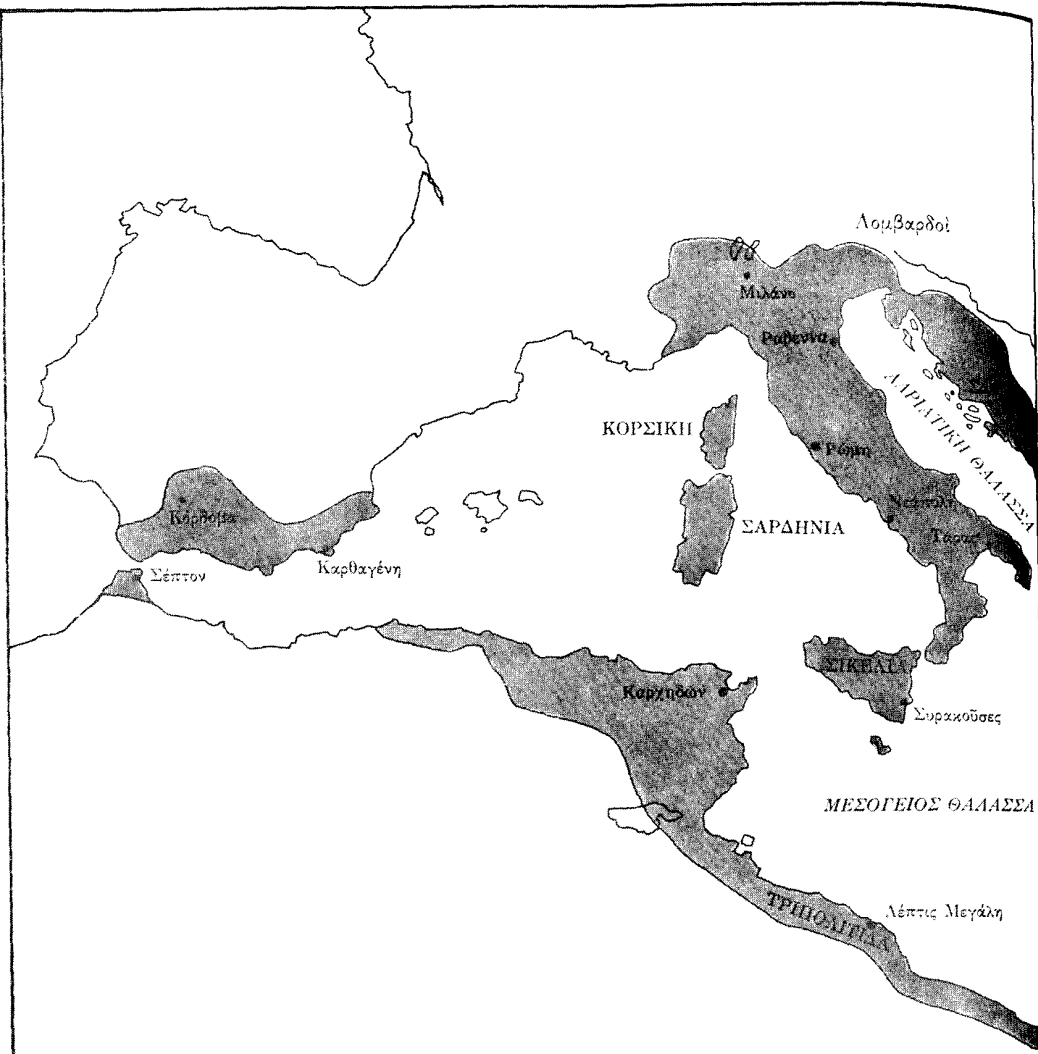 Λομβαρδοὶ
Μιλάνο
Ραβέννα
ΑΔΡΙΑΤΙΚΗ ΘΑΛΑΣΣΑ
ΚΟΡΣΙΚΗ
Ρώμη
Νεάπολη
Τάρας
ΣΑΡΔΗΝΙΑ
Κόρδοβα
Καρθαγένη
Σέπτον
ΣΙΚΕΛΙΑ
Καρχηδών
Συρακοῦσες
ΜΕΣΟΓΕΙΟΣ ΘΑΛΑΣΣΑ
ΤΡΙΠΟΛΙΤΙΔΑ
Λέπτις Μεγάλη